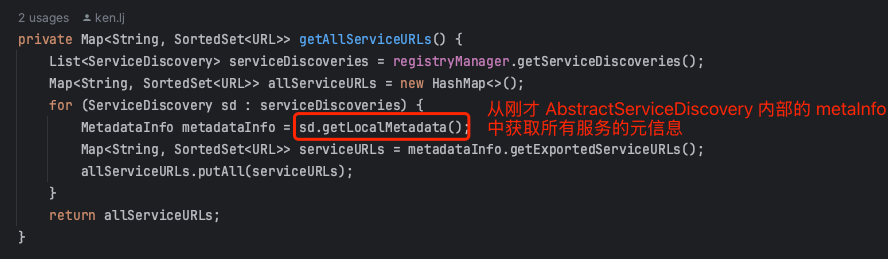 2 usages ken.lj
private Map<String, SortedSet<URL>> getAllServiceURLs() {
List<ServiceDiscovery> serviceDiscoveries = registryManager.getServiceDiscoveries();
Map<String, SortedSet<URL>> allServiceURLs = new HashMap<>();
for (ServiceDiscovery sd : serviceDiscoveries) {
MetadataInfo metadataInfo = sd.getLocalMetadata();
Map<String, SortedSet<URL>> serviceURLs = metadataInfo.getExportedServiceURLs();
allServiceURLs.putAll(serviceURLs);
}
return allServiceURLs;
}
从刚才 AbstractServiceDiscovery 内部的 metaInfo
中获取所有服务的元信息